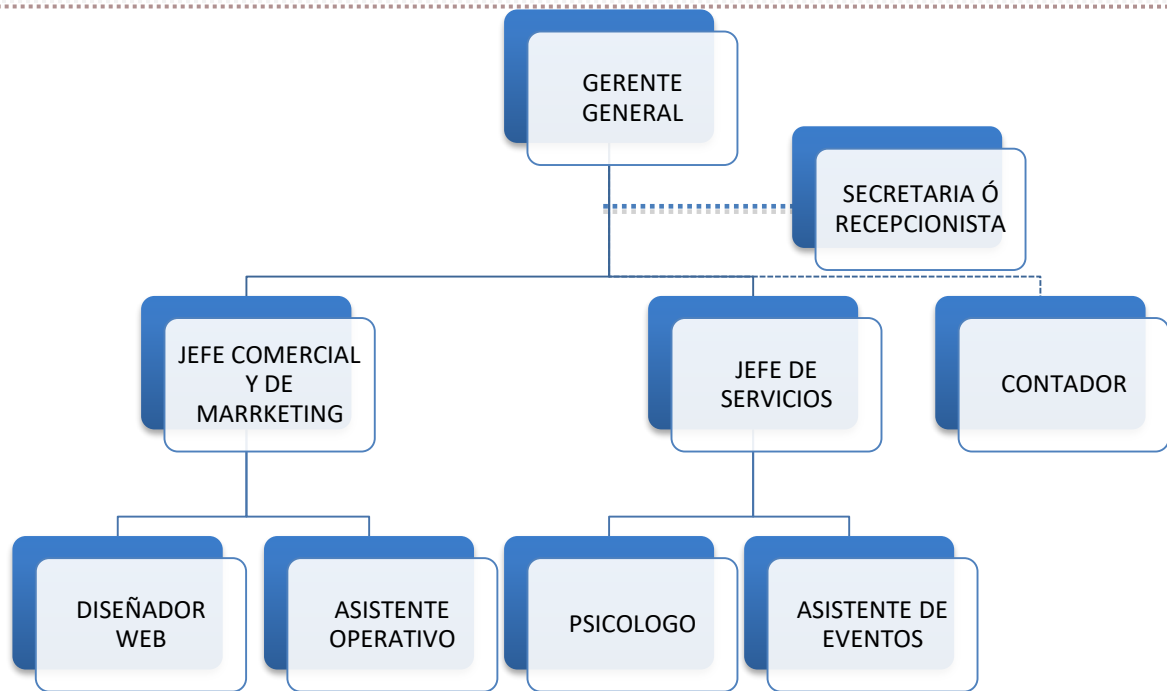 GERENTE
GENERAL
SECRETARIA Ó
RECEPCIONISTA
JEFE COMERCIAL
Y DE
MARRKETING
JEFE DE
SERVICIOS
CONTADOR
DISEÑADOR
WEB
ASISTENTE
OPERATIVO
PSICOLOGO
ASISTENTE DE
EVENTOS